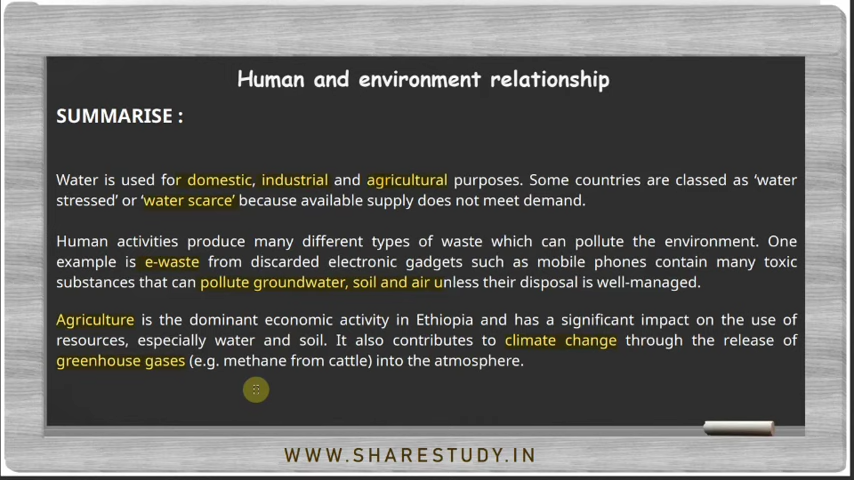 Human and environment relationship
SUMMARISE :
Water is used for domestic, industrial and agricultural purposes. Some countries are classed as ‘water
stressed’ or ‘water scarce’ because available supply does not meet demand.
Human activities produce many different types of waste which can pollute the environment. One
example is e-waste from discarded electronic gadgets such as mobile phones contain many toxic
substances that can pollute groundwater, soil and air unless their disposal is well-managed.
Agriculture is the dominant economic activity in Ethiopia and has a significant impact on the use of
resources, especially water and soil. It also contributes to climate change through the release of
greenhouse gases (e.g. methane from cattle) into the atmosphere.
WWW.SHARESTUDY.IN